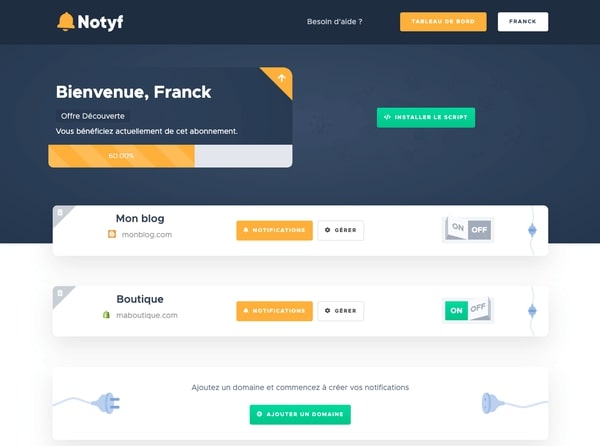 Notyf
Besoin d'aide ?
TABLEAU DE BORD
FRANCK
Bienvenue, Franck
Offre Découverte
Vous bénéficiez actuellement de cet abonnement.
60.00%
</> INSTALLER LE SCRIPT
Mon blog
monblog.com
NOTIFICATIONS
GÉRER
ON OFF
Boutique
maboutique.com
NOTIFICATIONS
GÉRER
ON OFF
Ajoutez un domaine et commencez à créer vos notifications
AJOUTER UN DOMAINE